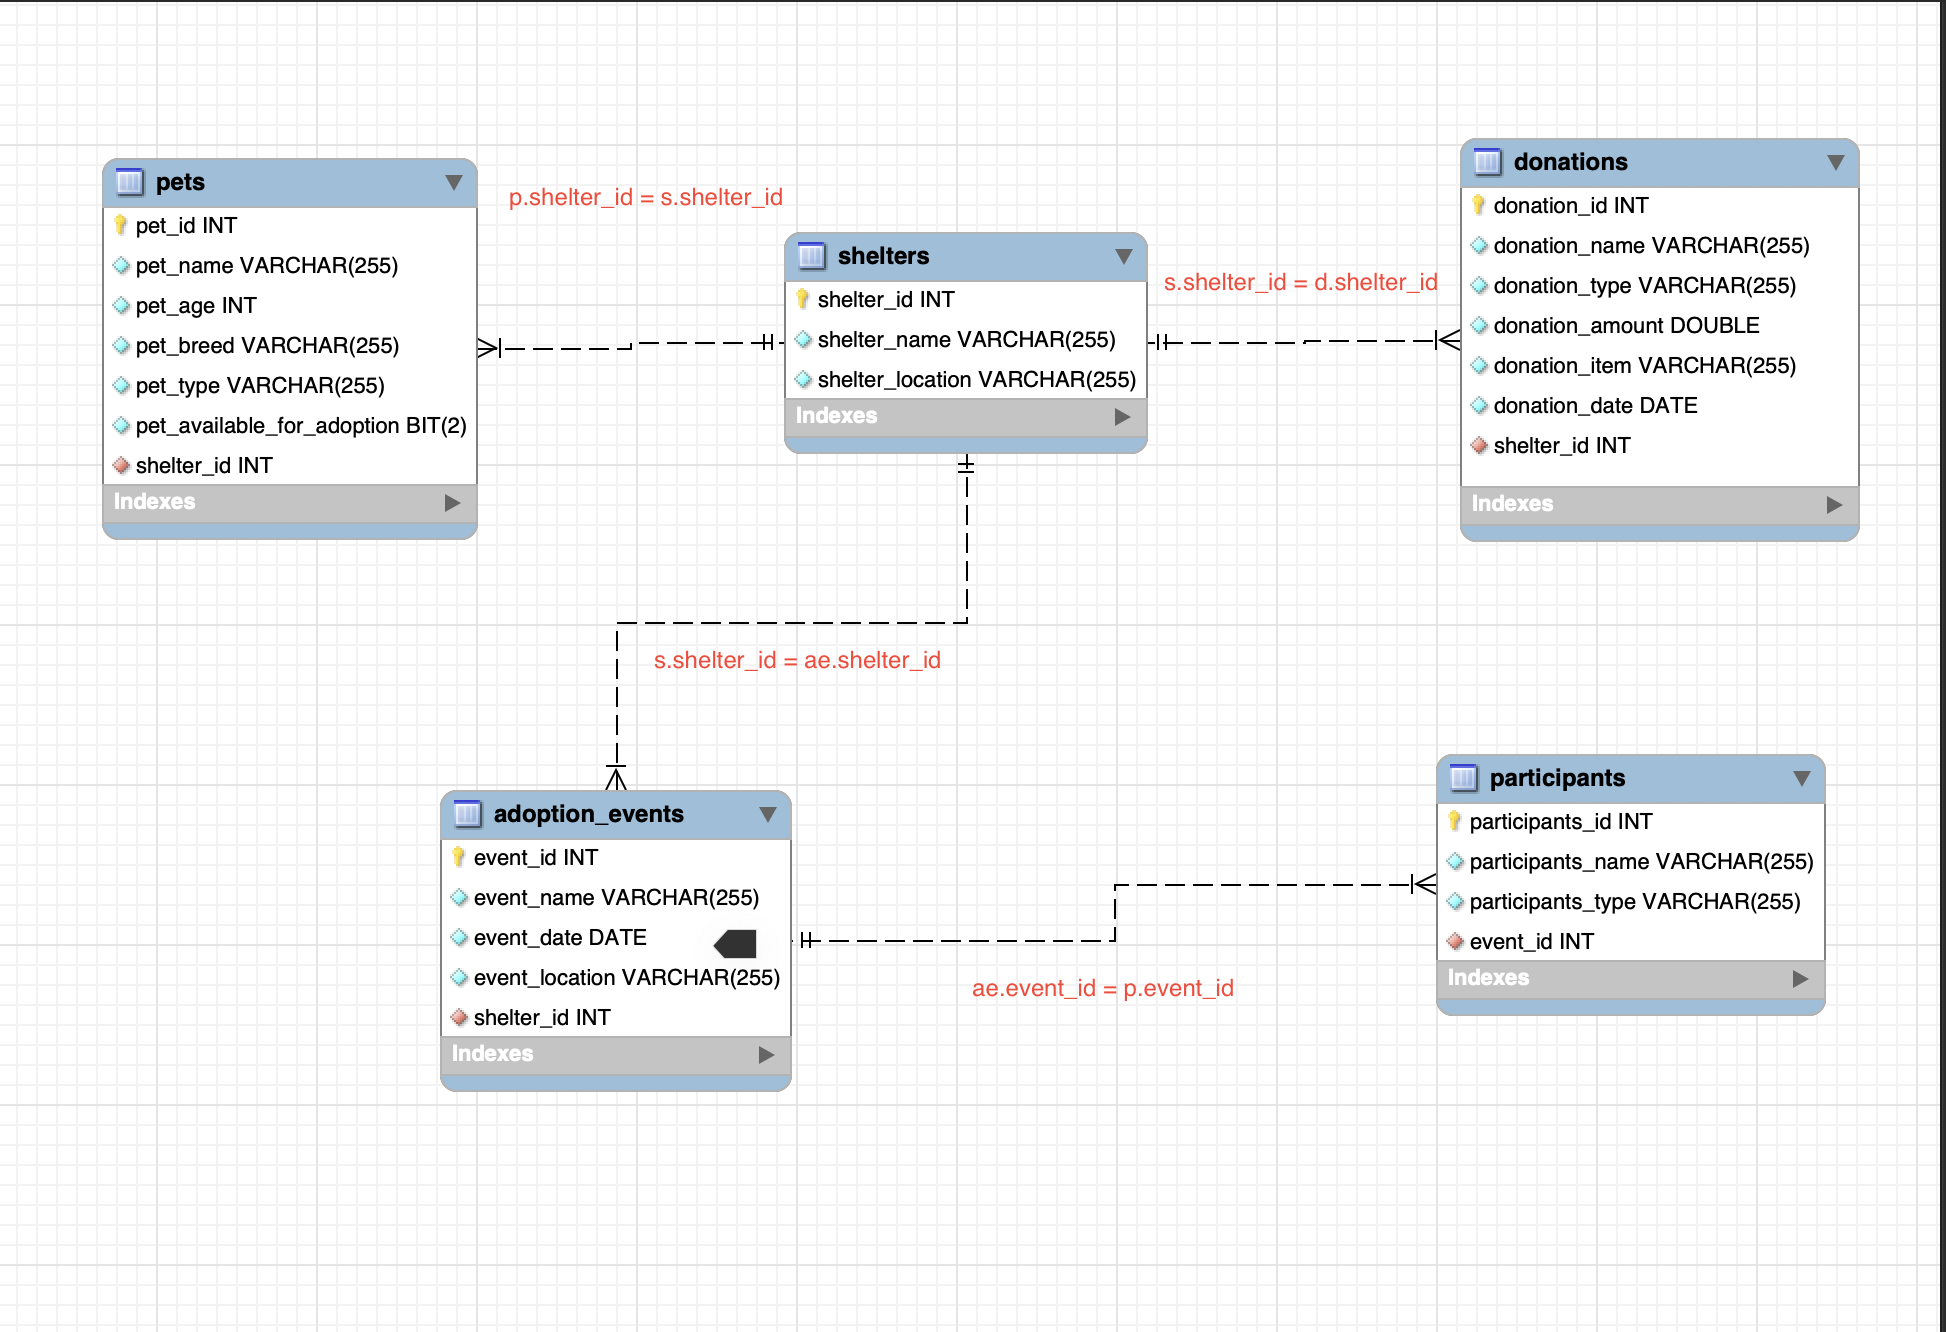 pets
pet_id INT
pet_name VARCHAR(255)
pet_age INT
pet_breed VARCHAR(255)
pet_type VARCHAR(255)
pet_available_for_adoption BIT(2)
shelter_id INT
Indexes
p.shelter_id = s.shelter_id
shelters
shelter_id INT
shelter_name VARCHAR(255)
shelter_location VARCHAR(255)
Indexes
s.shelter_id = d.shelter_id
donations
donation_id INT
donation_name VARCHAR(255)
donation_type VARCHAR(255)
donation_amount DOUBLE
donation_item VARCHAR(255)
donation_date DATE
shelter_id INT
Indexes
s.shelter_id = ae.shelter_id
adoption_events
event_id INT
event_name VARCHAR(255)
event_date DATE
event_location VARCHAR(255)
shelter_id INT
Indexes
ae.event_id = p.event_id
participants
participants_id INT
participants_name VARCHAR(255)
participants_type VARCHAR(255)
event_id INT
Indexes